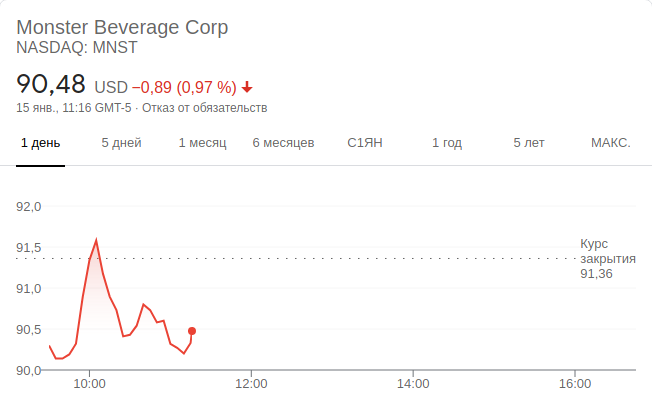 Monster Beverage Corp
NASDAQ: MNST
90,48 USD −0,89 (0,97 %)
15 янв., 11:16 GMT-5 · Отказ от обязательств
1 день 5 дней 1 месяц 6 месяцев С1ЯН 1 год 5 лет МАКС.
92,0
91,5
91,0
90,5
90,0
Курс
закрытия
91,36
10:00 12:00 14:00 16:00